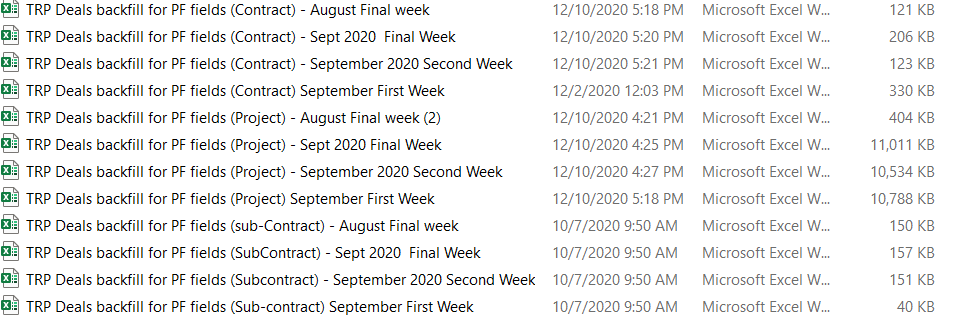 TRP Deals backfill for PF fields (Contract) - August Final week 12/10/2020 5:18 PM Microsoft Excel W... 121 KB
TRP Deals backfill for PF fields (Contract) - Sept 2020  Final Week 12/10/2020 5:20 PM Microsoft Excel W... 206 KB
TRP Deals backfill for PF fields (Contract) - September 2020 Second Week 12/10/2020 5:21 PM Microsoft Excel W... 123 KB
TRP Deals backfill for PF fields (Contract) September First Week 12/2/2020 12:03 PM Microsoft Excel W... 330 KB
TRP Deals backfill for PF fields (Project) - August Final week (2) 12/10/2020 4:21 PM Microsoft Excel W... 404 KB
TRP Deals backfill for PF fields (Project) - Sept 2020 Final Week 12/10/2020 4:25 PM Microsoft Excel W... 11,011 KB
TRP Deals backfill for PF fields (Project) - September 2020 Second Week 12/10/2020 4:27 PM Microsoft Excel W... 10,534 KB
TRP Deals backfill for PF fields (Project) September First Week 12/10/2020 5:18 PM Microsoft Excel W... 10,788 KB
TRP Deals backfill for PF fields (sub-Contract) - August Final week 10/7/2020 9:50 AM Microsoft Excel W... 150 KB
TRP Deals backfill for PF fields (SubContract) - Sept 2020  Final Week 10/7/2020 9:50 AM Microsoft Excel W... 157 KB
TRP Deals backfill for PF fields (Subcontract) - September 2020 Second Week 10/7/2020 9:50 AM Microsoft Excel W... 151 KB
TRP Deals backfill for PF fields (Sub-contract) September First Week 10/7/2020 9:50 AM Microsoft Excel W... 40 KB